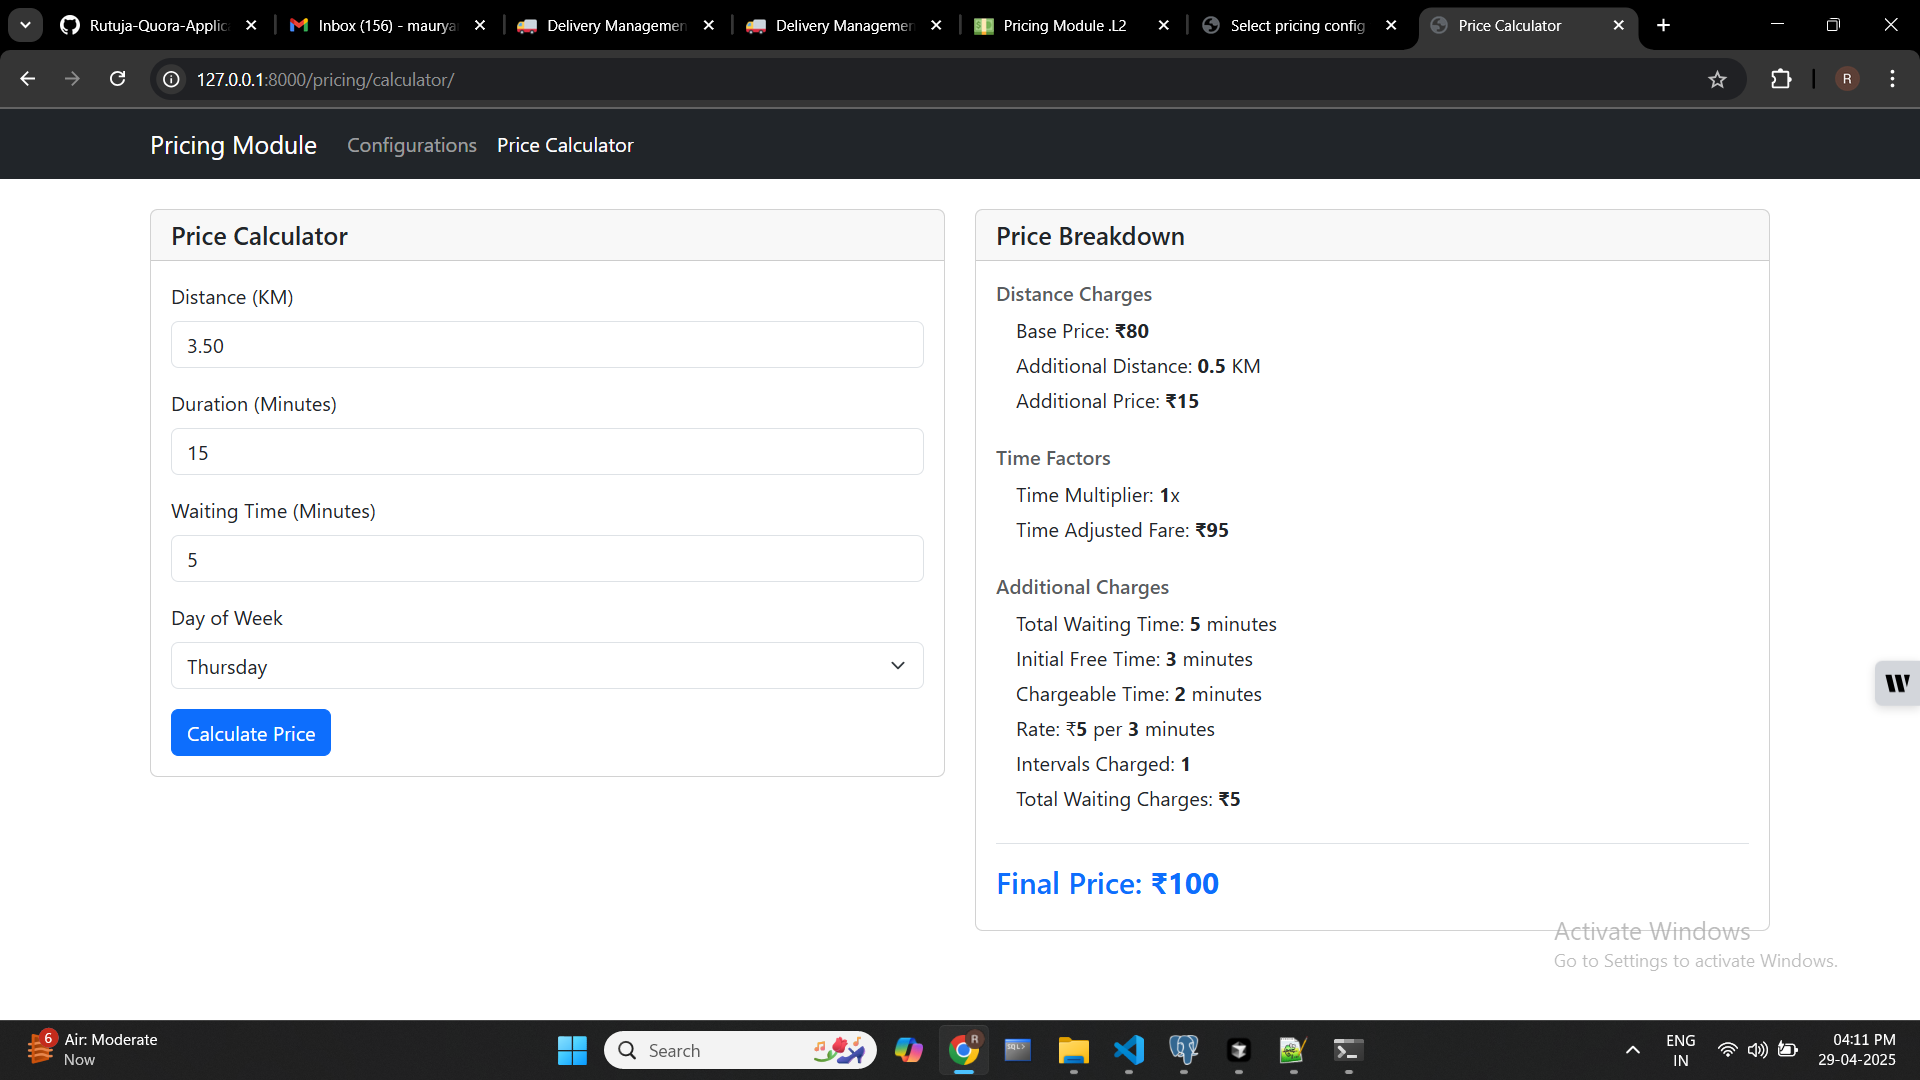 Rutuja-Quora-Applica
Inbox (156) - maurya
Delivery Managemen
Delivery Managemen
Pricing Module .L2
Select pricing config
Price Calculator
127.0.0.1:8000/pricing/calculator/
R
Pricing Module
Configurations
Price Calculator
Price Calculator
Distance (KM)
3.50
Duration (Minutes)
15
Waiting Time (Minutes)
5
Day of Week
Thursday
Calculate Price
Price Breakdown
Distance Charges
Base Price: ₹80
Additional Distance: 0.5 KM
Additional Price: ₹15
Time Factors
Time Multiplier: 1x
Time Adjusted Fare: ₹95
Additional Charges
Total Waiting Time: 5 minutes
Initial Free Time: 3 minutes
Chargeable Time: 2 minutes
Rate: ₹5 per 3 minutes
Intervals Charged: 1
Total Waiting Charges: ₹5
Final Price: ₹100
W
Activate Windows
Go to Settings to activate Windows.
6
Air: Moderate
Now
Search
R
SQL>
ENG
IN
04:11 PM
29-04-2025